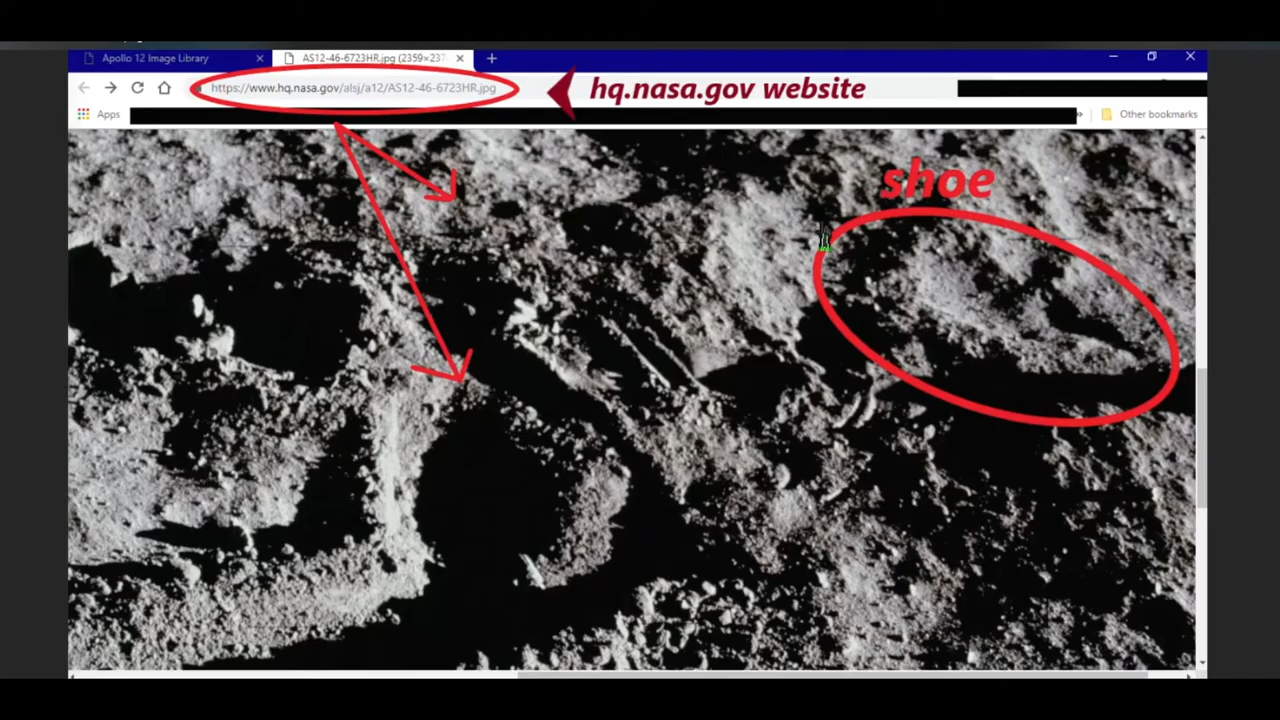 Apollo 12 Image Library
AS12-46-6723HR.jpg (2359×237
https://www.hq.nasa.gov/alsj/a12/AS12-46-6723HR.jpg
hq.nasa.gov website
Apps
Other bookmarks
shoe